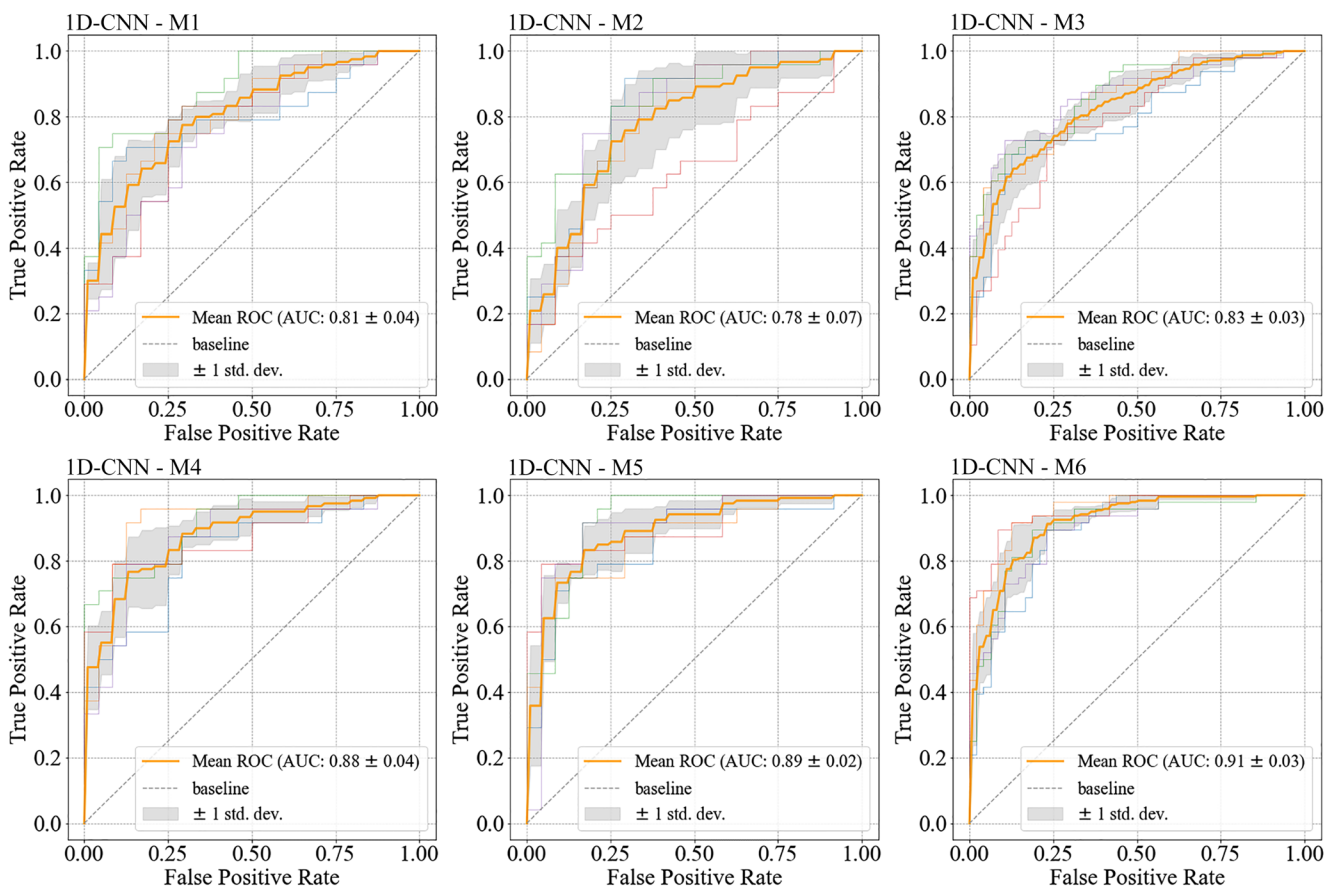 1D-CNN - M1
1.0
0.8
0.6
0.4
0.2
0.0
True Positive Rate
Mean ROC (AUC: 0.81 ± 0.04)
baseline
± 1 std. dev.
0.00 0.25 0.50 0.75 1.00
False Positive Rate
1D-CNN - M2
1.0
0.8
0.6
0.4
0.2
0.0
True Positive Rate
Mean ROC (AUC: 0.78 ± 0.07)
baseline
± 1 std. dev.
0.00 0.25 0.50 0.75 1.00
False Positive Rate
1D-CNN - M3
1.0
0.8
0.6
0.4
0.2
0.0
True Positive Rate
Mean ROC (AUC: 0.83 ± 0.03)
baseline
± 1 std. dev.
0.00 0.25 0.50 0.75 1.00
False Positive Rate
1D-CNN - M4
1.0
0.8
0.6
0.4
0.2
0.0
True Positive Rate
Mean ROC (AUC: 0.88 ± 0.04)
baseline
± 1 std. dev.
0.00 0.25 0.50 0.75 1.00
False Positive Rate
1D-CNN - M5
1.0
0.8
0.6
0.4
0.2
0.0
True Positive Rate
Mean ROC (AUC: 0.89 ± 0.02)
baseline
± 1 std. dev.
0.00 0.25 0.50 0.75 1.00
False Positive Rate
1D-CNN - M6
1.0
0.8
0.6
0.4
0.2
0.0
True Positive Rate
Mean ROC (AUC: 0.91 ± 0.03)
baseline
± 1 std. dev.
0.00 0.25 0.50 0.75 1.00
False Positive Rate